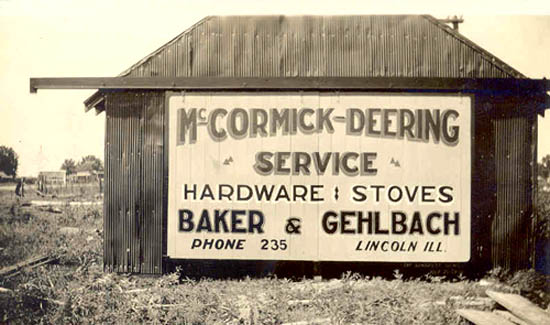 McCORMICK-DEERING
SERVICE
HARDWARE & STOVES
BAKER & GEHLBACH
PHONE 235 LINCOLN ILL.